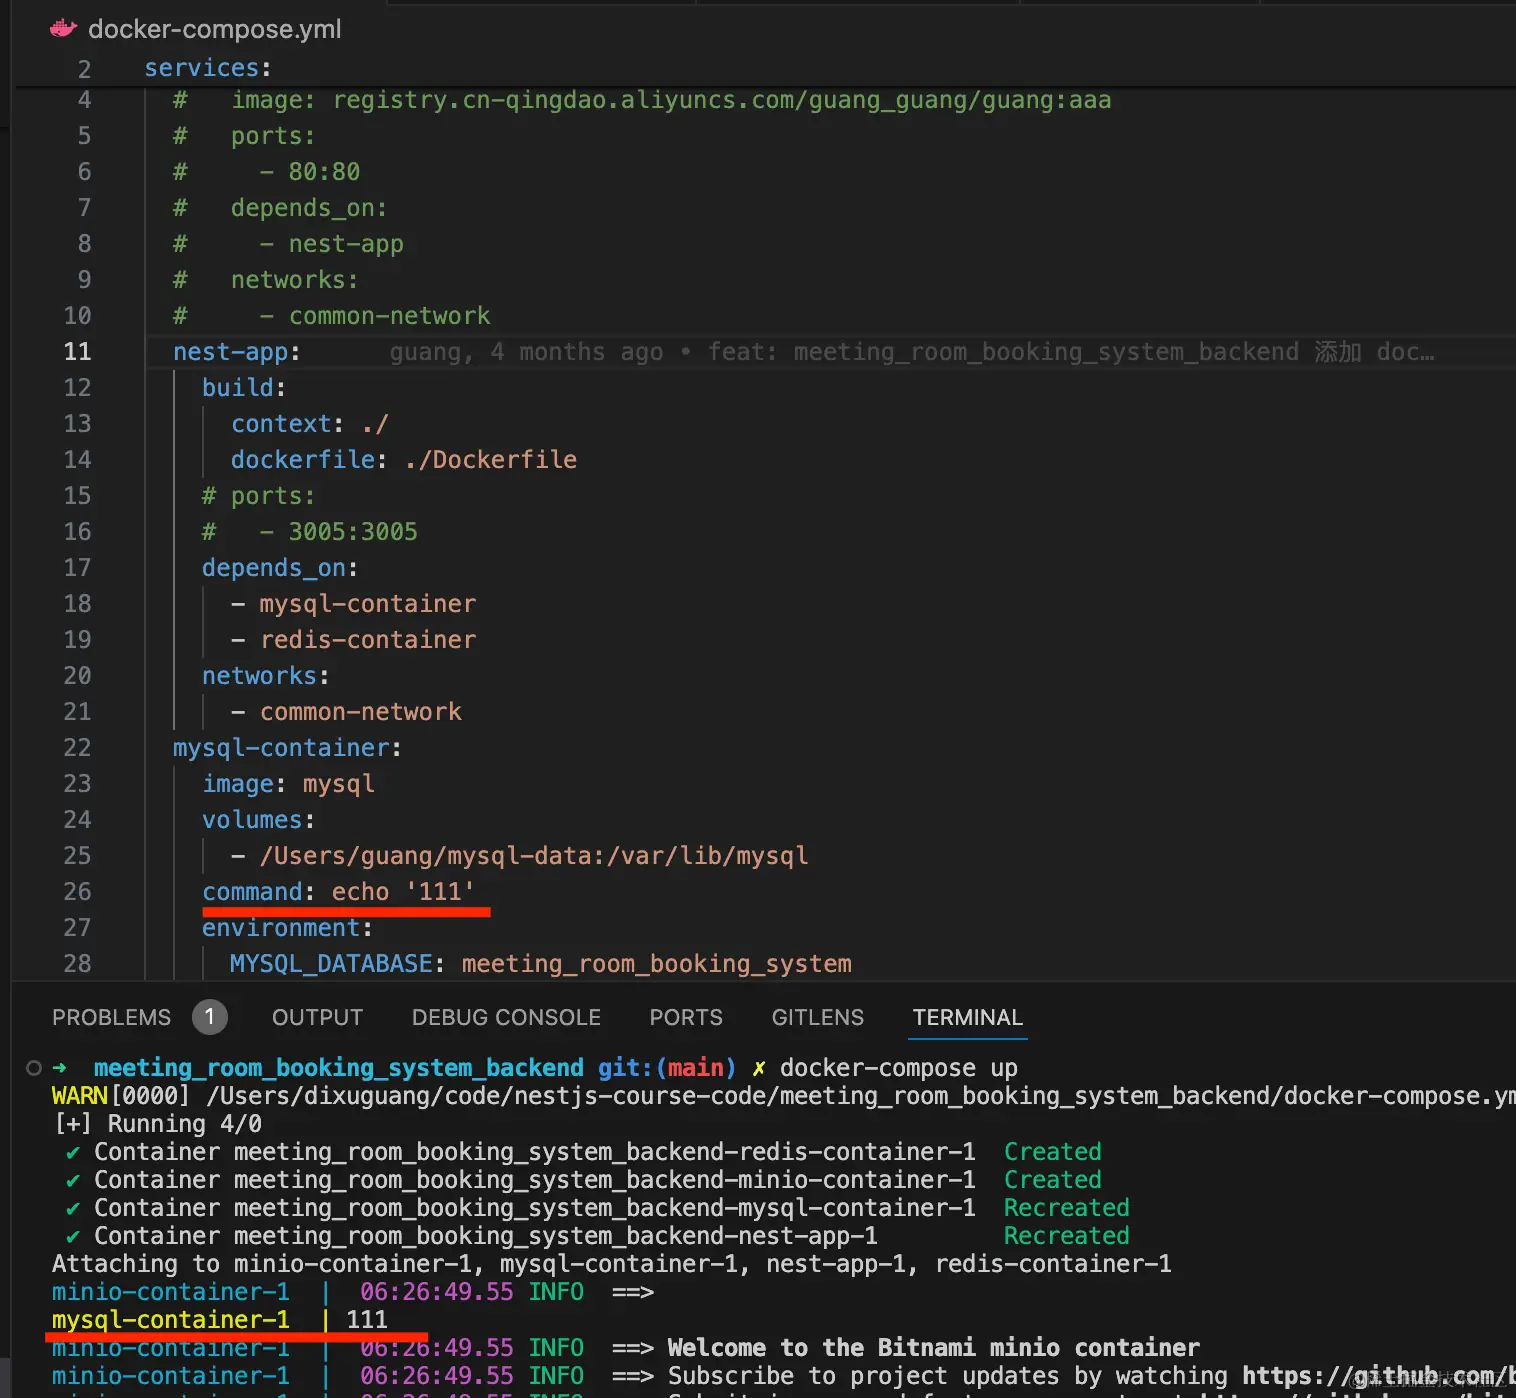 docker-compose.yml
2 services:
4 # image: registry.cn-qingdao.aliyuncs.com/guang_guang/guang:aaa
5 # ports:
6 # - 80:80
7 # depends_on:
8 # - nest-app
9 # networks:
10 # - common-network
11 nest-app: guang, 4 months ago • feat: meeting_room_booking_system_backend 添加 doc…
12 build:
13 context: ./
14 dockerfile: ./Dockerfile
15 # ports:
16 # - 3005:3005
17 depends_on:
18 - mysql-container
19 - redis-container
20 networks:
21 - common-network
22 mysql-container:
23 image: mysql
24 volumes:
25 - /Users/guang/mysql-data:/var/lib/mysql
26 command: echo '111'
27 environment:
28 MYSQL_DATABASE: meeting_room_booking_system
PROBLEMS 1 OUTPUT DEBUG CONSOLE PORTS GITLENS TERMINAL
➜ meeting_room_booking_system_backend git:(main) ✗ docker-compose up
WARN[0000] /Users/dixuguang/code/nestjs-course-code/meeting_room_booking_system_backend/docker-compose.ym
[+] Running 4/0
✔ Container meeting_room_booking_system_backend-redis-container-1 Created
✔ Container meeting_room_booking_system_backend-minio-container-1 Created
✔ Container meeting_room_booking_system_backend-mysql-container-1 Recreated
✔ Container meeting_room_booking_system_backend-nest-app-1 Recreated
Attaching to minio-container-1, mysql-container-1, nest-app-1, redis-container-1
minio-container-1 | 06:26:49.55 INFO ==>
mysql-container-1 | 111
minio-container-1 | 06:26:49.55 INFO ==> Welcome to the Bitnami minio container
minio-container-1 | 06:26:49.55 INFO ==> Subscribe to project updates by watching https://github.com/b